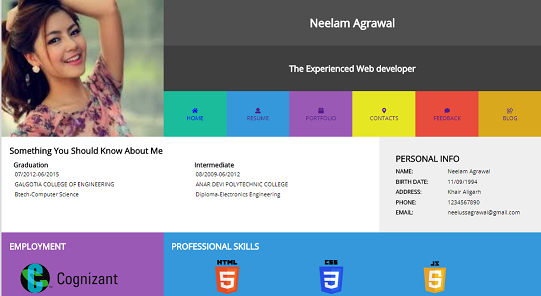 Neelam Agrawal
The Experienced Web developer
HOME
RESUME
PORTFOLIO
CONTACTS
FEEDBACK
BLOG
Something You Should Know About Me
Graduation
07/2012-06/2015
GALGOTIA COLLEGE OF ENGINEERING
Btech-Computer Science
Intermediate
08/2009-06/2012
ANAR DEVI POLYTECHNIC COLLEGE
Diploma-Electronics Engineering
PERSONAL INFO
NAME: Neelam Agrawal
BIRTH DATE: 11/09/1994
ADDRESS: Khair Aligarh
PHONE: 1234567890
EMAIL: neelussagrawal@gmail.com
EMPLOYMENT
Cognizant
PROFESSIONAL SKILLS
HTML
5
CSS
3
JS
5